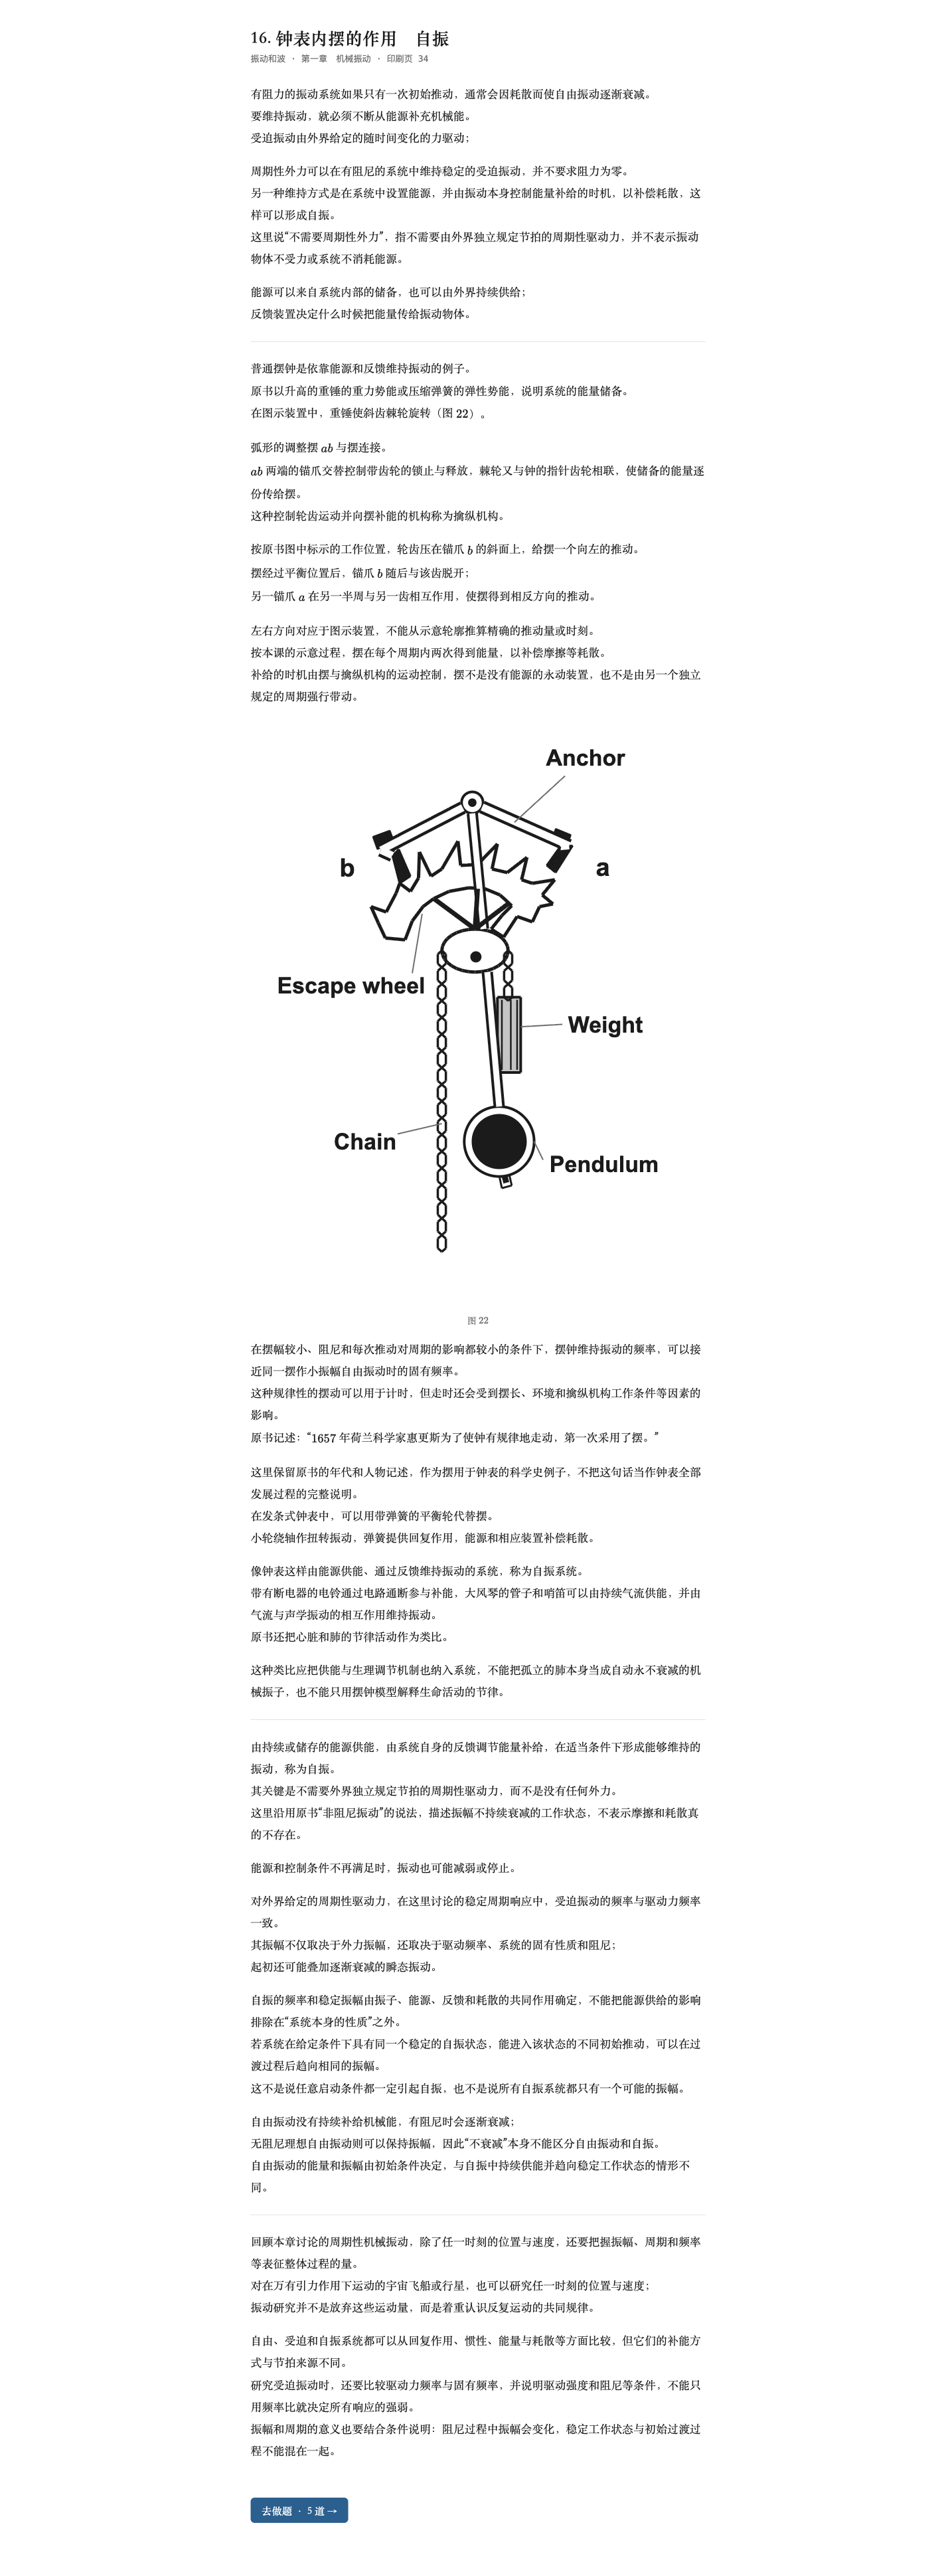 16. 钟表内摆的作用　自振
振动和波 · 第一章　机械振动 · 印刷页 34
有阻力的振动系统如果只有一次初始推动，通常会因耗散而使自由振动逐渐衰减。
要维持振动，就必须不断从能源补充机械能。
受迫振动由外界给定的随时间变化的力驱动；
周期性外力可以在有阻尼的系统中维持稳定的受迫振动，并不要求阻力为零。
另一种维持方式是在系统中设置能源，并由振动本身控制能量补给的时机，以补偿耗散，这
样可以形成自振。
这里说“不需要周期性外力”，指不需要由外界独立规定节拍的周期性驱动力，并不表示振动
物体不受力或系统不消耗能源。
能源可以来自系统内部的储备，也可以由外界持续供给；
反馈装置决定什么时候把能量传给振动物体。
普通摆钟是依靠能源和反馈维持振动的例子。
原书以升高的重锤的重力势能或压缩弹簧的弹性势能，说明系统的能量储备。
在图示装置中，重锤使斜齿棘轮旋转（图 22）。
弧形的调整摆 ab 与摆连接。
ab 两端的锚爪交替控制带齿轮的锁止与释放，棘轮又与钟的指针齿轮相联，使储备的能量逐
份传给摆。
这种控制轮齿运动并向摆补能的机构称为擒纵机构。
按原书图中标示的工作位置，轮齿压在锚爪 b 的斜面上，给摆一个向左的推动。
摆经过平衡位置后，锚爪 b 随后与该齿脱开；
另一锚爪 a 在另一半周与另一齿相互作用，使摆得到相反方向的推动。
左右方向对应于图示装置，不能从示意轮廓推算精确的推动量或时刻。
按本课的示意过程，摆在每个周期内两次得到能量，以补偿摩擦等耗散。
补给的时机由摆与擒纵机构的运动控制，摆不是没有能源的永动装置，也不是由另一个独立
规定的周期强行带动。
Anchor
b
a
Escape wheel
Weight
Chain
Pendulum
图 22
在摆幅较小、阻尼和每次推动对周期的影响都较小的条件下，摆钟维持振动的频率，可以接
近同一摆作小振幅自由振动时的固有频率。
这种规律性的摆动可以用于计时，但走时还会受到摆长、环境和擒纵机构工作条件等因素的
影响。
原书记述：“1657 年荷兰科学家惠更斯为了使钟有规律地走动，第一次采用了摆。”
这里保留原书的年代和人物记述，作为摆用于钟表的科学史例子，不把这句话当作钟表全部
发展过程的完整说明。
在发条式钟表中，可以用带弹簧的平衡轮代替摆。
小轮绕轴作扭转振动，弹簧提供回复作用，能源和相应装置补偿耗散。
像钟表这样由能源供能、通过反馈维持振动的系统，称为自振系统。
带有断电器的电铃通过电路通断参与补能，大风琴的管子和哨笛可以由持续气流供能，并由
气流与声学振动的相互作用维持振动。
原书还把心脏和肺的节律活动作为类比。
这种类比应把供能与生理调节机制也纳入系统，不能把孤立的肺本身当成自动永不衰减的机
械振子，也不能只用摆钟模型解释生命活动的节律。
由持续或储存的能源供能，由系统自身的反馈调节能量补给，在适当条件下形成能够维持的
振动，称为自振。
其关键是不需要外界独立规定节拍的周期性驱动力，而不是没有任何外力。
这里沿用原书“非阻尼振动”的说法，描述振幅不持续衰减的工作状态，不表示摩擦和耗散真
的不存在。
能源和控制条件不再满足时，振动也可能减弱或停止。
对外界给定的周期性驱动力，在这里讨论的稳定周期响应中，受迫振动的频率与驱动力频率
一致。
其振幅不仅取决于外力振幅，还取决于驱动频率、系统的固有性质和阻尼；
起初还可能叠加逐渐衰减的瞬态振动。
自振的频率和稳定振幅由振子、能源、反馈和耗散的共同作用确定，不能把能源供给的影响
排除在“系统本身的性质”之外。
若系统在给定条件下具有同一个稳定的自振状态，能进入该状态的不同初始推动，可以在过
渡过程后趋向相同的振幅。
这不是说任意启动条件都一定引起自振，也不是说所有自振系统都只有一个可能的振幅。
自由振动没有持续补给机械能，有阻尼时会逐渐衰减；
无阻尼理想自由振动则可以保持振幅，因此“不衰减”本身不能区分自由振动和自振。
自由振动的能量和振幅由初始条件决定，与自振中持续供能并趋向稳定工作状态的情形不
同。
回顾本章讨论的周期性机械振动，除了任一时刻的位置与速度，还要把握振幅、周期和频率
等表征整体过程的量。
对在万有引力作用下运动的宇宙飞船或行星，也可以研究任一时刻的位置与速度；
振动研究并不是放弃这些运动量，而是着重认识反复运动的共同规律。
自由、受迫和自振系统都可以从回复作用、惯性、能量与耗散等方面比较，但它们的补能方
式与节拍来源不同。
研究受迫振动时，还要比较驱动力频率与固有频率，并说明驱动强度和阻尼等条件，不能只
用频率比就决定所有响应的强弱。
振幅和周期的意义也要结合条件说明：阻尼过程中振幅会变化，稳定工作状态与初始过渡过
程不能混在一起。
去做题 · 5 道 →